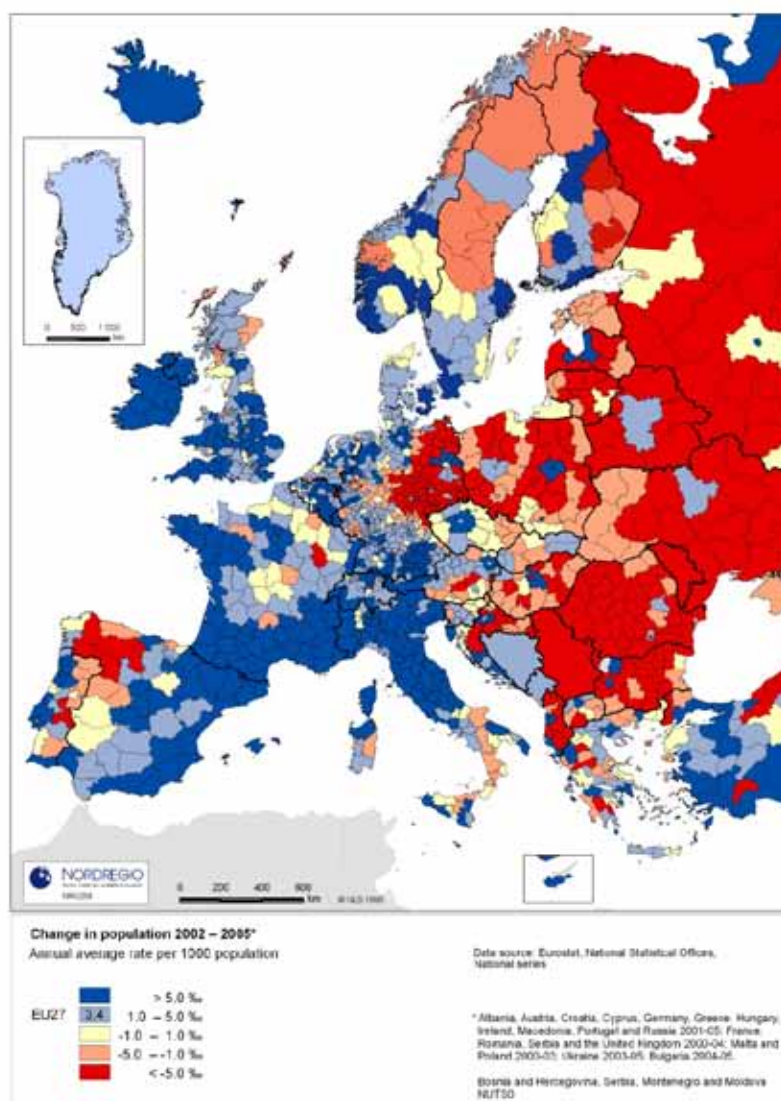 0 500 1 000
km
NORDREGIO
0 200 400 600
km
Change in population 2002 – 2005*
Annual average rate per 1000 population
> 5.0 ‰
EU27 3.4 1.0 – 5.0 ‰
-1.0 – 1.0 ‰
-5.0 – -1.0 ‰
< -5.0 ‰
Data source: Eurostat, National Statistical Offices,
National series
* Albania, Austria, Croatia, Cyprus, Germany, Greece, Hungary,
Ireland, Macedonia, Portugal and Russia 2001-05; France,
Romania, Serbia and the United Kingdom 2000-04; Malta and
Poland 2000-03; Ukraine 2003-05; Bulgaria 2004-05.
Bosnia and Hercegovina, Serbia, Montenegro and Moldova
NUTS0